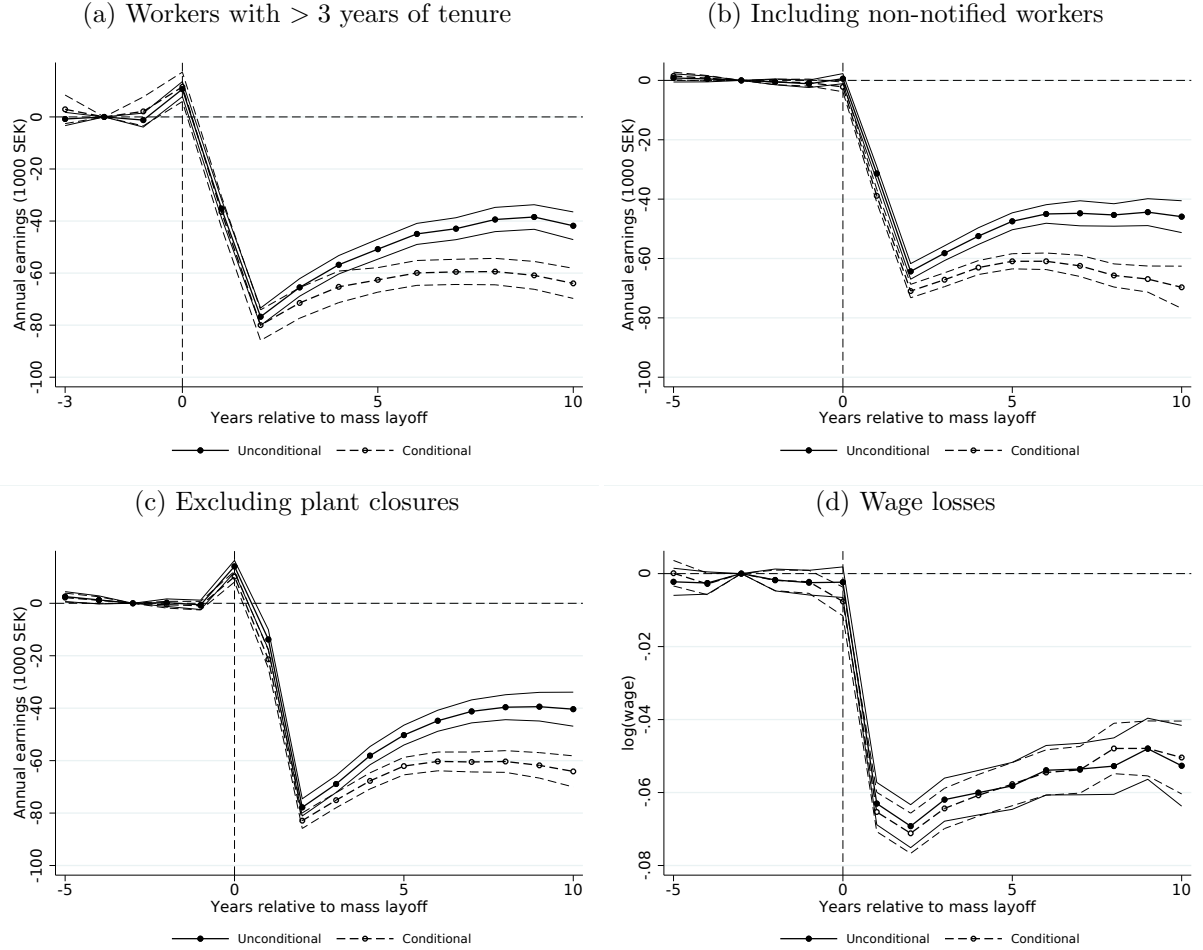 (a) Workers with > 3 years of tenure
Annual earnings (1000 SEK)
0
-20
-40
-60
-80
-100
-3
0
5
10
Years relative to mass layoff
Unconditional
Conditional
(b) Including non-notified workers
Annual earnings (1000 SEK)
0
-20
-40
-60
-80
-100
-5
0
5
10
Years relative to mass layoff
Unconditional
Conditional
(c) Excluding plant closures
Annual earnings (1000 SEK)
0
-20
-40
-60
-80
-100
-5
0
5
10
Years relative to mass layoff
Unconditional
Conditional
(d) Wage losses
log(wage)
0
-.02
-.04
-.06
-.08
-5
0
5
10
Years relative to mass layoff
Unconditional
Conditional